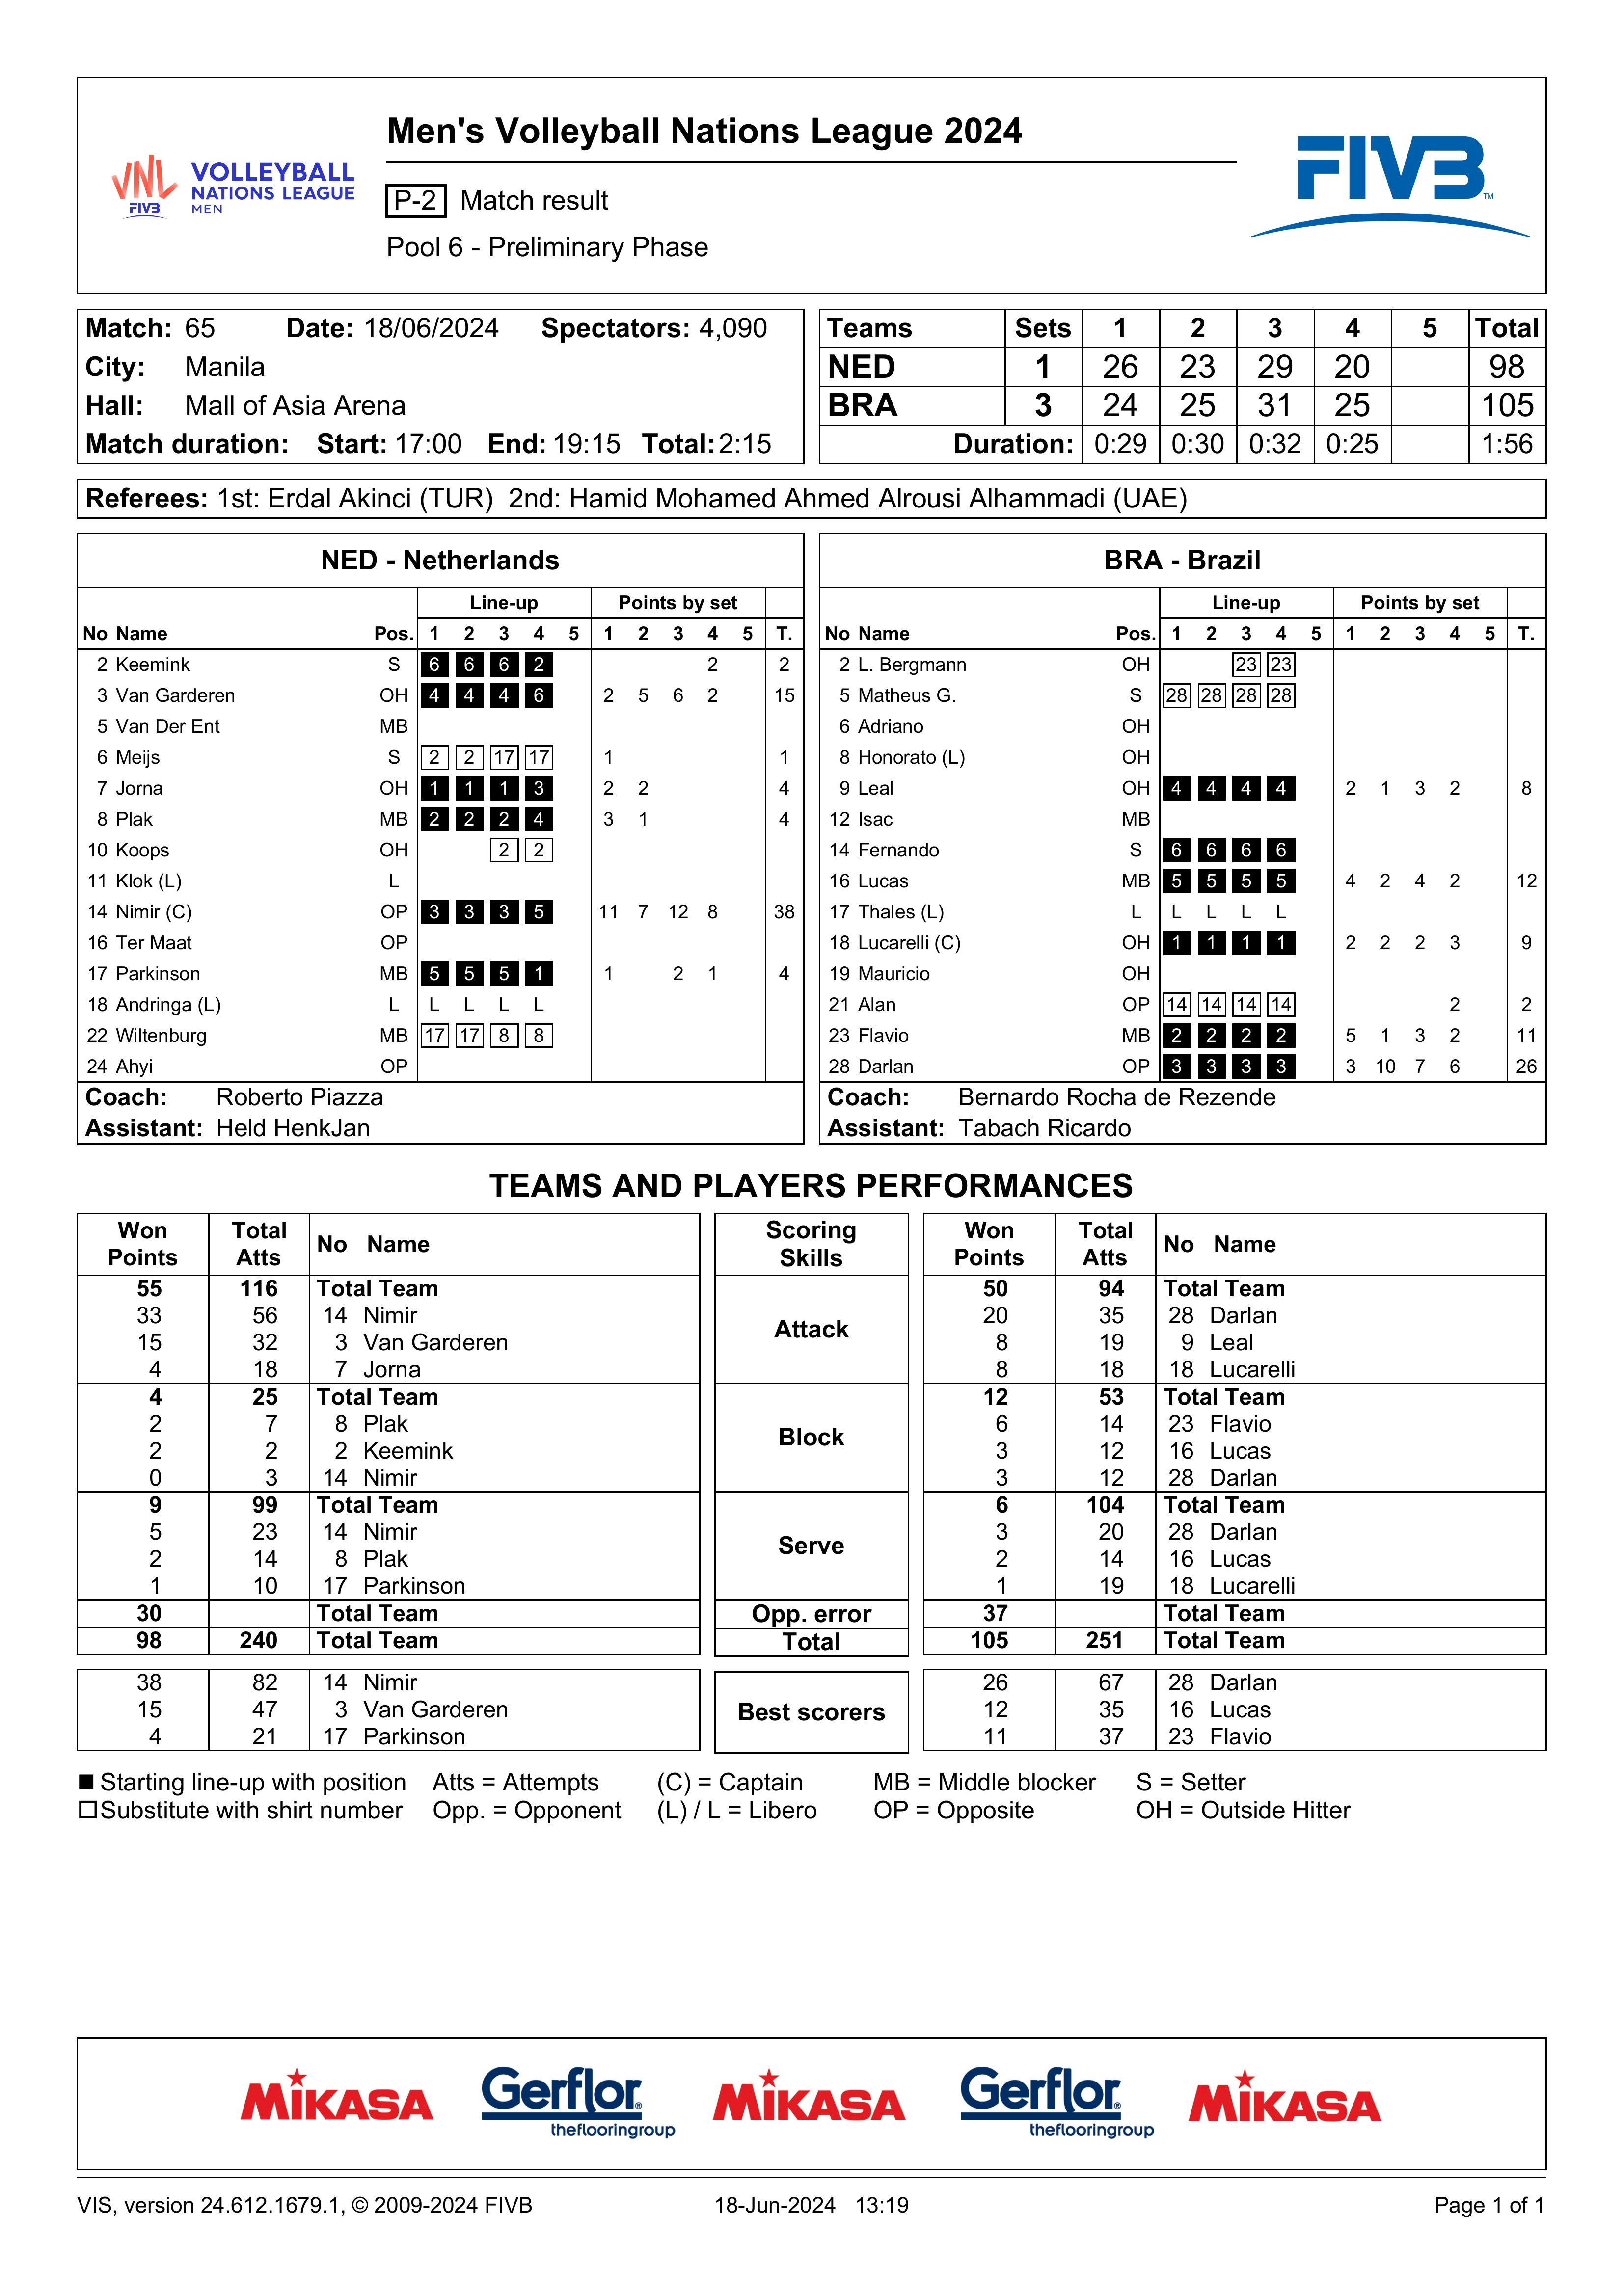 Men's Volleyball Nations League 2024
VNL FIVB
VOLLEYBALL
NATIONS LEAGUE
MEN
P-2 Match result
Pool 6 - Preliminary Phase
FIVB TM
Match: 65 Date: 18/06/2024 Spectators: 4,090
City: Manila
Hall: Mall of Asia Arena
Match duration: Start: 17:00 End: 19:15 Total: 2:15
Teams Sets 1 2 3 4 5 Total
NED 1 26 23 29 20 98
BRA 3 24 25 31 25 105
Duration: 0:29 0:30 0:32 0:25 1:56
Referees: 1st: Erdal Akinci (TUR) 2nd: Hamid Mohamed Ahmed Alrousi Alhammadi (UAE)
NED - Netherlands
Line-up Points by set
No Name Pos. 1 2 3 4 5 1 2 3 4 5 T.
2 Keemink S 6 6 6 2 2 2
3 Van Garderen OH 4 4 4 6 2 5 6 2 15
5 Van Der Ent MB
6 Meijs S 2 2 17 17 1 1
7 Jorna OH 1 1 1 3 2 2 4
8 Plak MB 2 2 2 4 3 1 4
10 Koops OH 2 2
11 Klok (L) L
14 Nimir (C) OP 3 3 3 5 11 7 12 8 38
16 Ter Maat OP
17 Parkinson MB 5 5 5 1 1 2 1 4
18 Andringa (L) L L L L L
22 Wiltenburg MB 17 17 8 8
24 Ahyi OP
Coach: Roberto Piazza
Assistant: Held HenkJan
BRA - Brazil
Line-up Points by set
No Name Pos. 1 2 3 4 5 1 2 3 4 5 T.
2 L. Bergmann OH 23 23
5 Matheus G. S 28 28 28 28
6 Adriano OH
8 Honorato (L) OH
9 Leal OH 4 4 4 4 2 1 3 2 8
12 Isac MB
14 Fernando S 6 6 6 6
16 Lucas MB 5 5 5 5 4 2 4 2 12
17 Thales (L) L L L L L
18 Lucarelli (C) OH 1 1 1 1 2 2 2 3 9
19 Mauricio OH
21 Alan OP 14 14 14 14 2 2
23 Flavio MB 2 2 2 2 5 1 3 2 11
28 Darlan OP 3 3 3 3 3 10 7 6 26
Coach: Bernardo Rocha de Rezende
Assistant: Tabach Ricardo
TEAMS AND PLAYERS PERFORMANCES
Won Points Total Atts No Name Scoring Skills Won Points Total Atts No Name
55 116 Total Team Attack 50 94 Total Team
33 56 14 Nimir 20 35 28 Darlan
15 32 3 Van Garderen 8 19 9 Leal
4 18 7 Jorna 8 18 18 Lucarelli
4 25 Total Team Block 12 53 Total Team
2 7 8 Plak 6 14 23 Flavio
2 2 2 Keemink 3 12 16 Lucas
0 3 14 Nimir 3 12 28 Darlan
9 99 Total Team Serve 6 104 Total Team
5 23 14 Nimir 3 20 28 Darlan
2 14 8 Plak 2 14 16 Lucas
1 10 17 Parkinson 1 19 18 Lucarelli
30 Total Team Opp. error 37 Total Team
98 240 Total Team Total 105 251 Total Team
38 82 14 Nimir Best scorers 26 67 28 Darlan
15 47 3 Van Garderen 12 35 16 Lucas
4 21 17 Parkinson 11 37 23 Flavio
Starting line-up with position Atts = Attempts (C) = Captain MB = Middle blocker S = Setter
Substitute with shirt number Opp. = Opponent (L) / L = Libero OP = Opposite OH = Outside Hitter
MIKASA Gerflor® theflooringgroup MIKASA Gerflor® theflooringgroup MIKASA
VIS, version 24.612.1679.1, © 2009-2024 FIVB 18-Jun-2024 13:19 Page 1 of 1